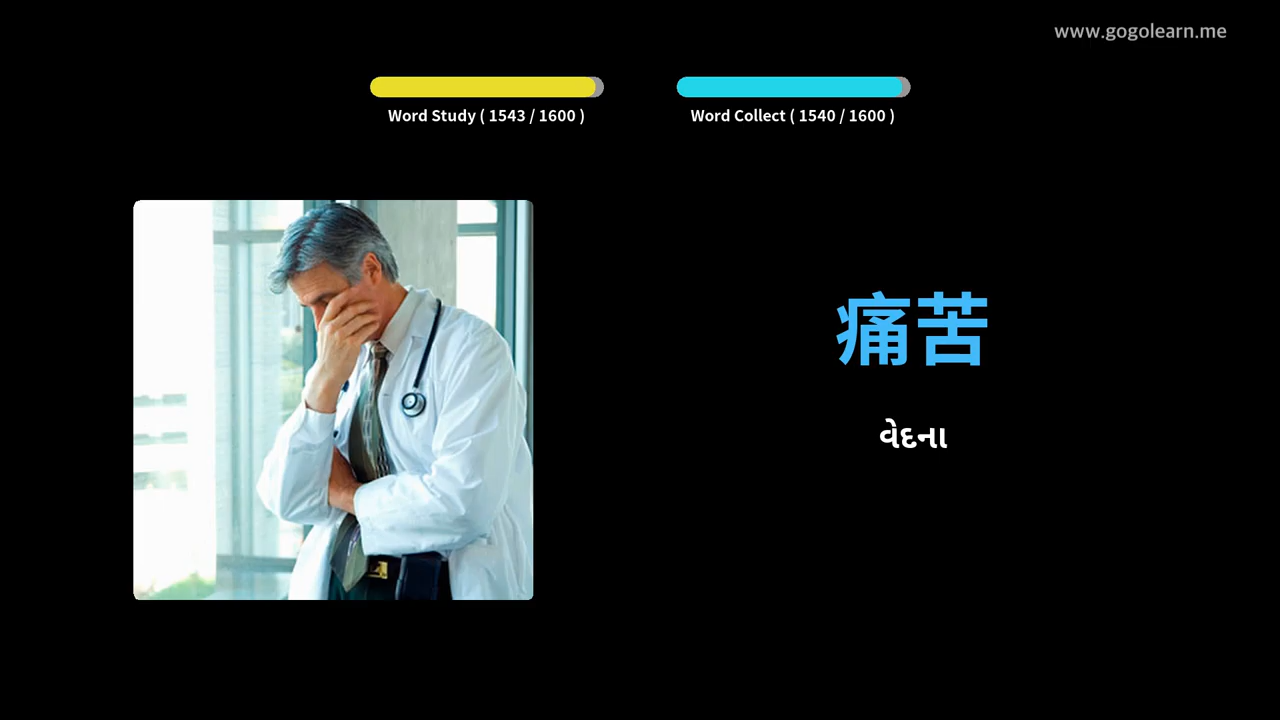 www.gogolearn.me
Word Study ( 1543 / 1600 )
Word Collect ( 1540 / 1600 )
痛苦
વેદના